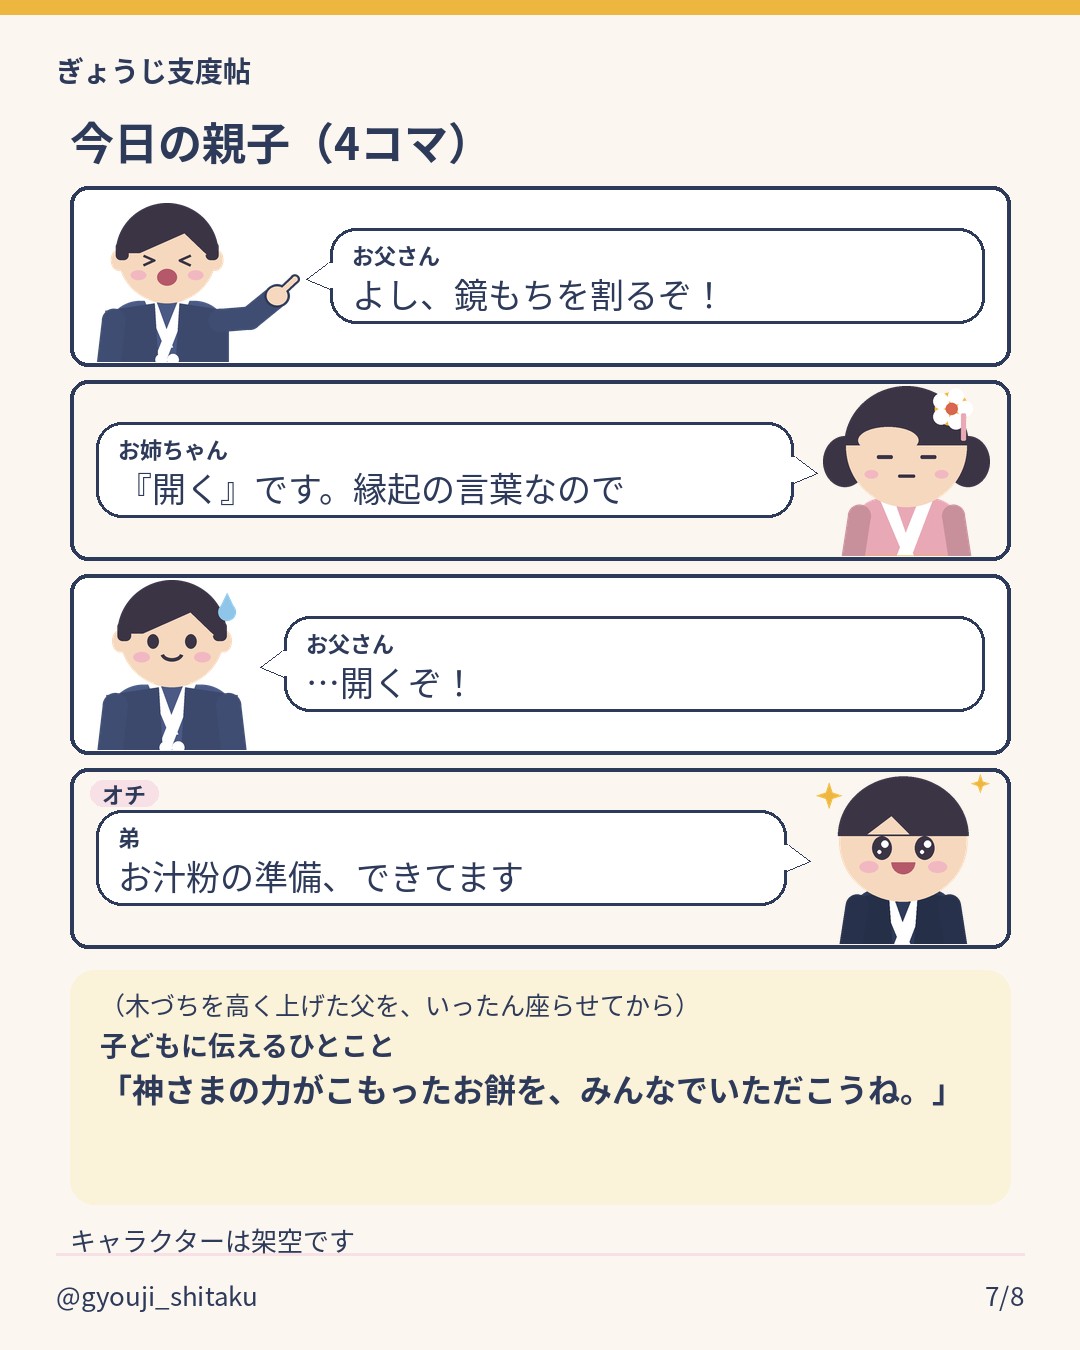 ぎょうじ支度帖
今日の親子（4コマ）
お父さん
よし、鏡もちを割るぞ！
お姉ちゃん
『開く』です。縁起の言葉なので
お父さん
…開くぞ！
オチ
弟
お汁粉の準備、できてます
（木づちを高く上げた父を、いったん座らせてから）
子どもに伝えるひとこと
「神さまの力がこもったお餅を、みんなでいただこうね。」
キャラクターは架空です
@gyouji_shitaku
7/8